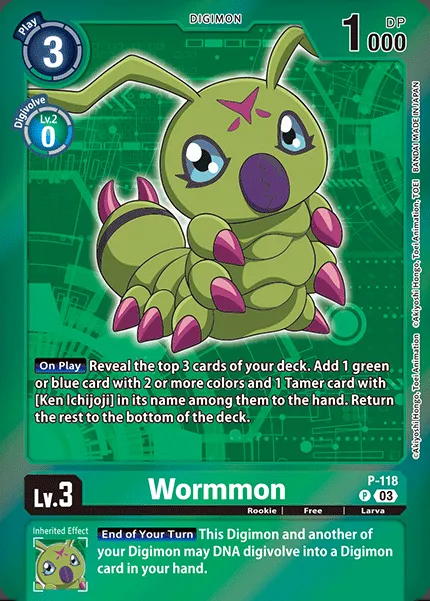 Play
3
DIGIMON
1000
DP
Digivolve
Lv.2
0
©Akiyoshi Hongo, Toei Animation ©Akiyoshi Hongo, Toei Animation, TOEI BANDAI MADE IN JAPAN
On Play Reveal the top 3 cards of your deck. Add 1 green
or blue card with 2 or more colors and 1 Tamer card with
[Ken Ichijoji] in its name among them to the hand. Return
the rest to the bottom of the deck.
P-118
Lv.3
Wormmon
P 03
Rookie | Free | Larva
Inherited Effect
End of Your Turn This Digimon and another of
your Digimon may DNA digivolve into a Digimon
card in your hand.